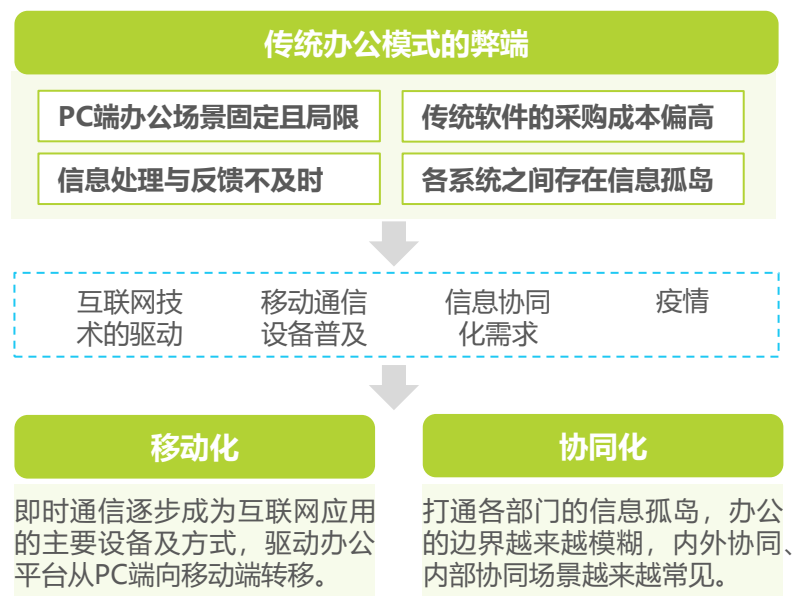 传统办公模式的弊端
PC端办公场景固定且局限
传统软件的采购成本偏高
信息处理与反馈不及时
各系统之间存在信息孤岛
互联网技
术的驱动
移动通信
设备普及
信息协同
化需求
疫情
移动化
即时通信逐步成为互联网应用
的主要设备及方式，驱动办公
平台从PC端向移动端转移。
协同化
打通各部门的信息孤岛，办公
的边界越来越模糊，内外协同、
内部协同场景越来越常见。